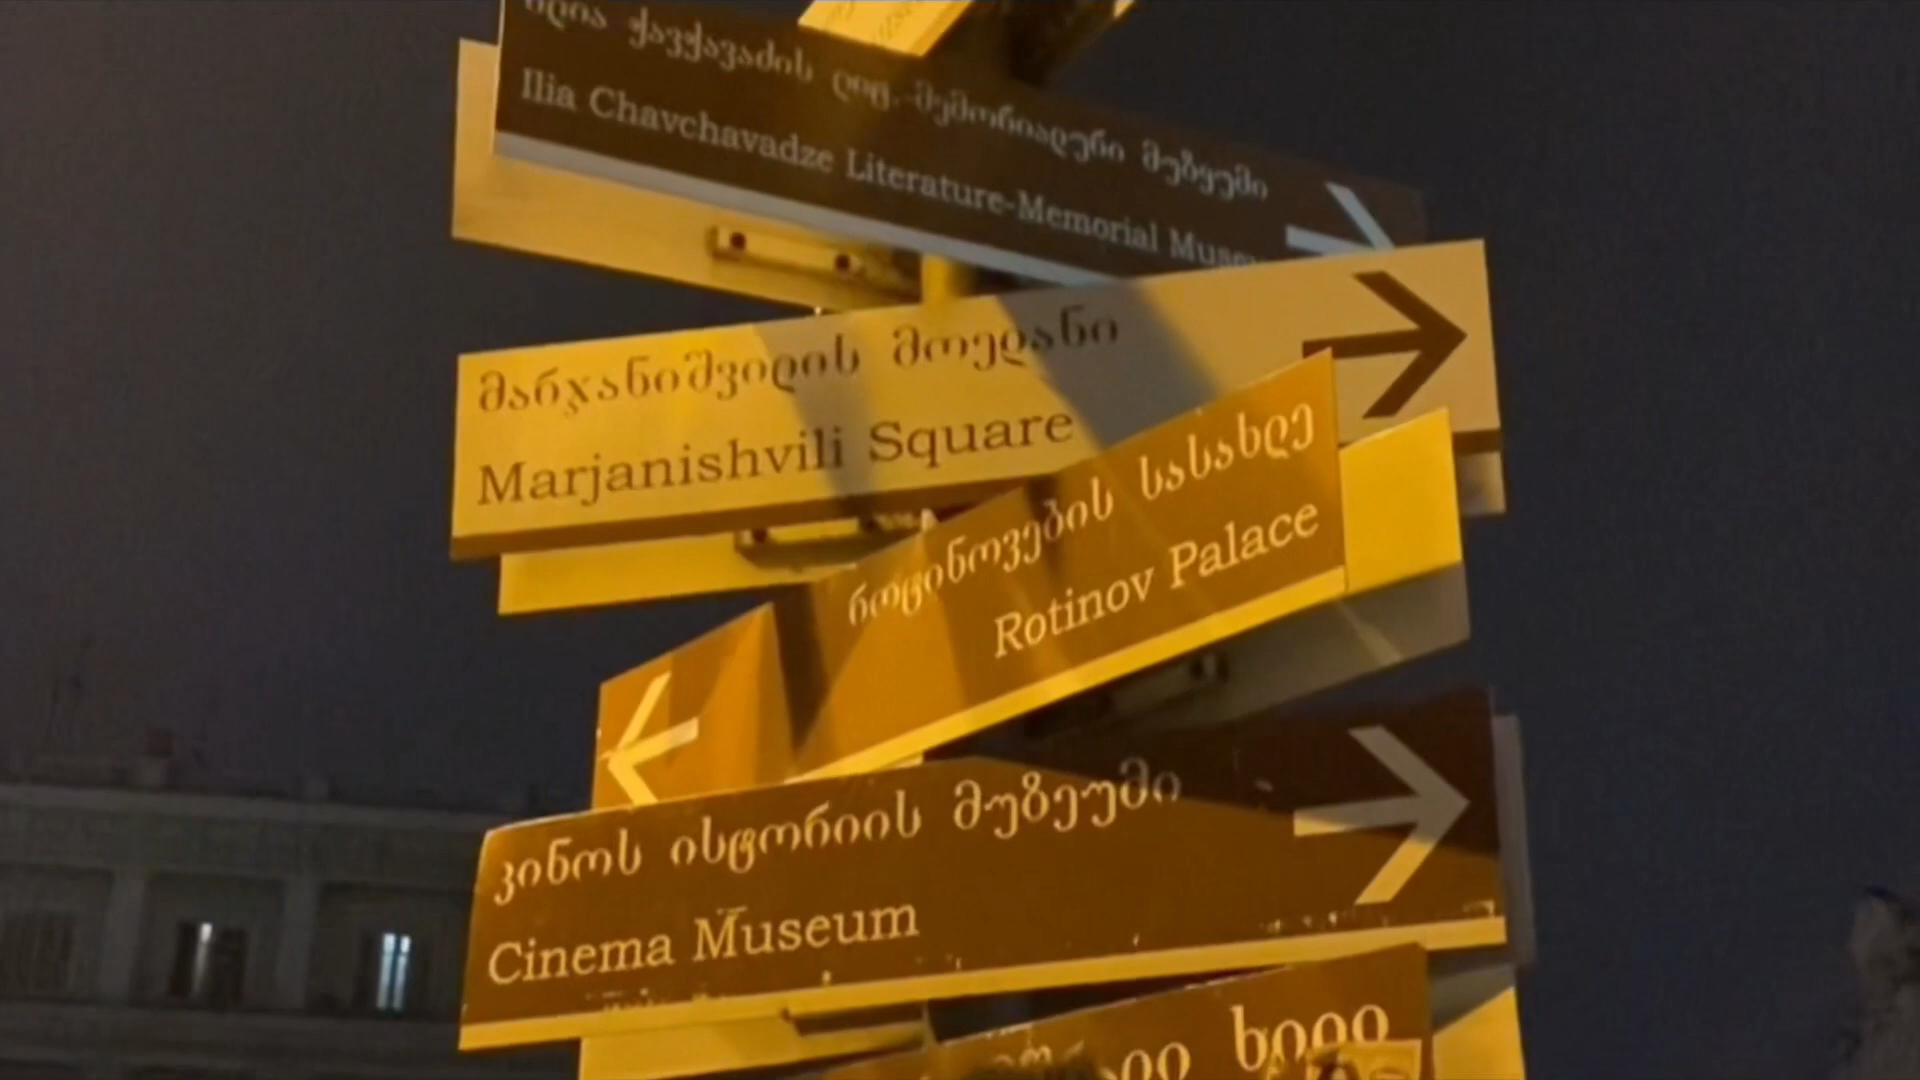 ილია ჭავჭავაძის ლიტ.-მემორიალური მუზეუმი
Ilia Chavchavadze Literature-Memorial
მარჯანიშვილის მოედანი
Marjanishvili Square
როტინოვების სასახლე
Rotinov Palace
კინოს ისტორიის მუზეუმი
Cinema Museum
ხიდი